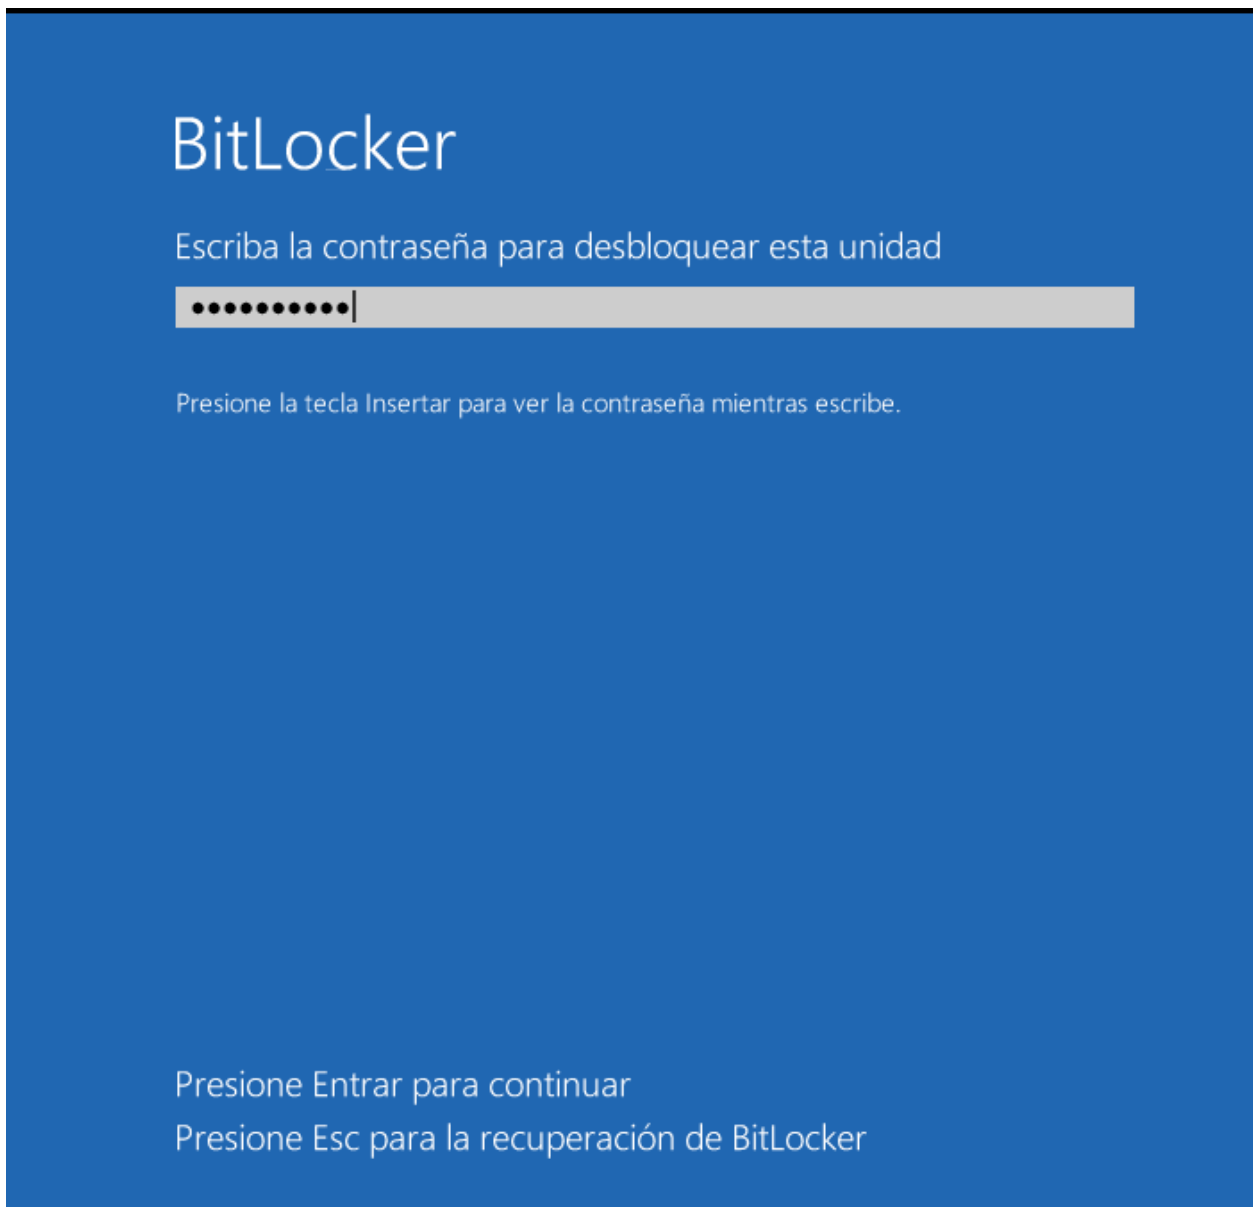 BitLocker
Escriba la contraseña para desbloquear esta unidad
••••••••••
Presione la tecla Insertar para ver la contraseña mientras escribe.
Presione Entrar para continuar
Presione Esc para la recuperación de BitLocker